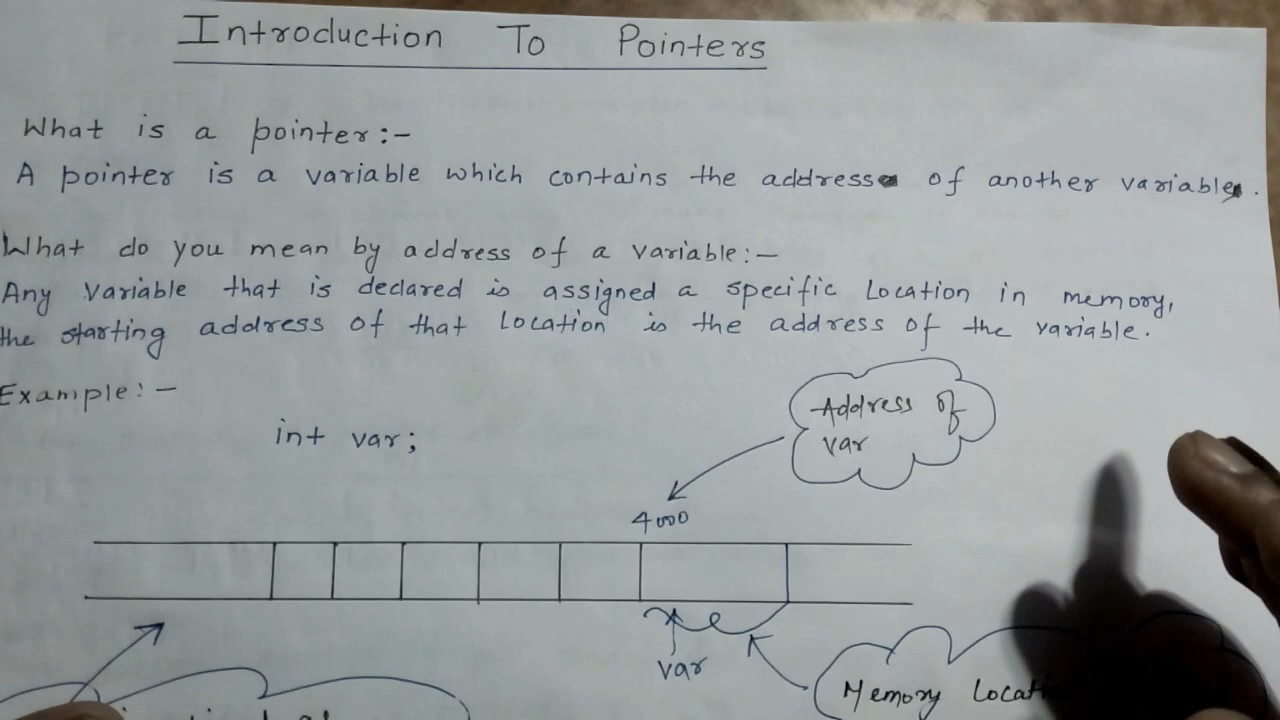 Introduction To Pointers
What is a pointer:-
A pointer is a variable which contains the address of another variable.
What do you mean by address of a variable:-
Any variable that is declared is assigned a specific Location in memory,
the starting address of that Location is the address of the variable.
Example:-
int var;
Address of
var
4000
var
Memory